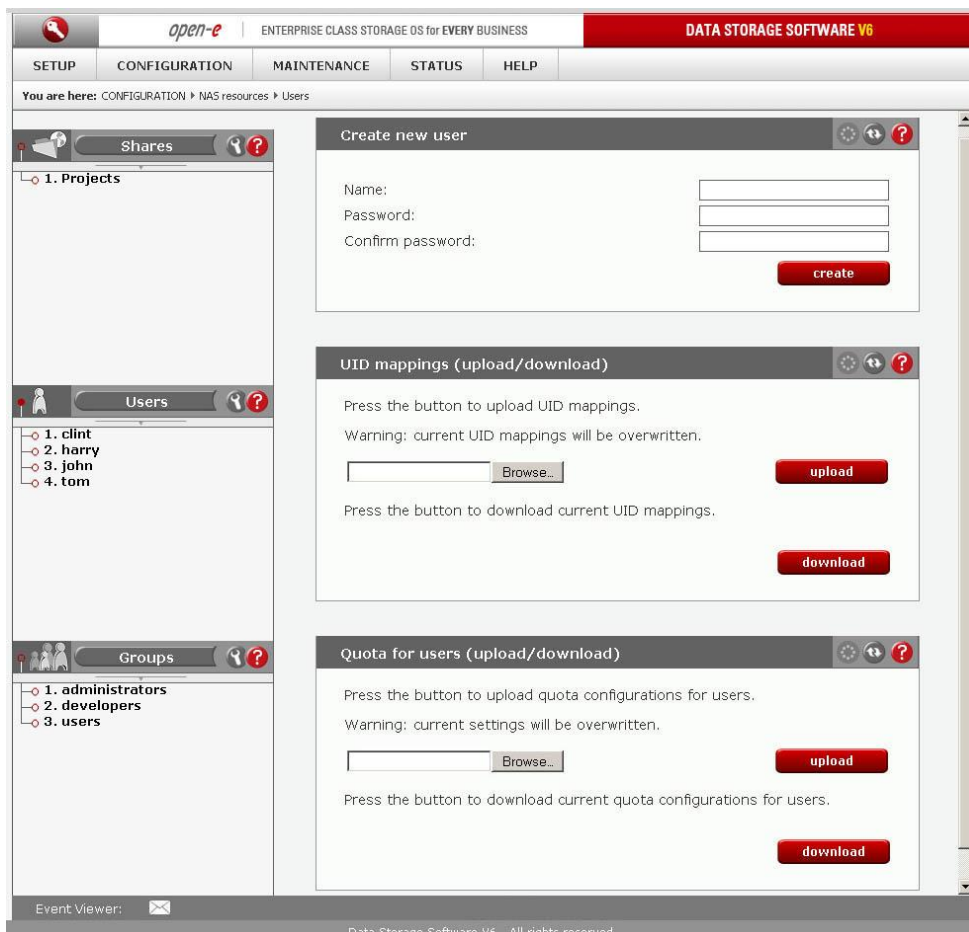 open-e ENTERPRISE CLASS STORAGE OS for EVERY BUSINESS DATA STORAGE SOFTWARE V6
SETUP CONFIGURATION MAINTENANCE STATUS HELP
You are here: CONFIGURATION NAS resources Users
Shares
1. Projects
Users
1. clint
2. harry
3. john
4. tom
Groups
1. administrators
2. developers
3. users
Create new user
Name:
Password:
Confirm password:
create
UID mappings (upload/download)
Press the button to upload UID mappings.
Warning: current UID mappings will be overwritten.
Browse... upload
Press the button to download current UID mappings.
download
Quota for users (upload/download)
Press the button to upload quota configurations for users.
Warning: current settings will be overwritten.
Browse... upload
Press the button to download current quota configurations for users.
download
Event Viewer:
Data Storage Software V6 - All rights reserved